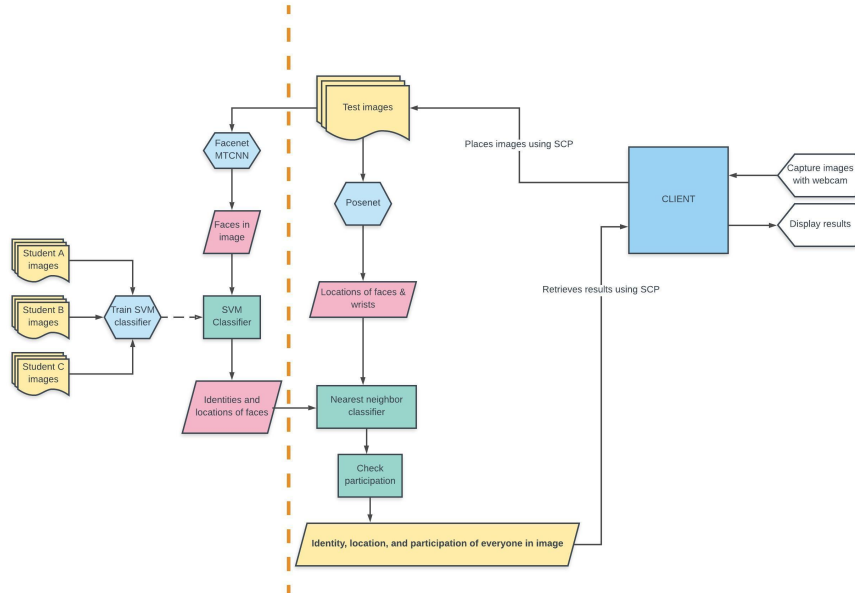 Test images
Facenet
MTCNN
Places images using SCP
Capture images
with webcam
CLIENT
Posenet
Display results
Faces in
image
Student A
images
Locations of faces &
wrists
Retrieves results using SCP
Student B
images
Train SVM
classifier
SVM
Classifier
Student C
images
Identities and
locations of faces
Nearest neighbor
classifier
Check
participation
Identity, location, and participation of everyone in image